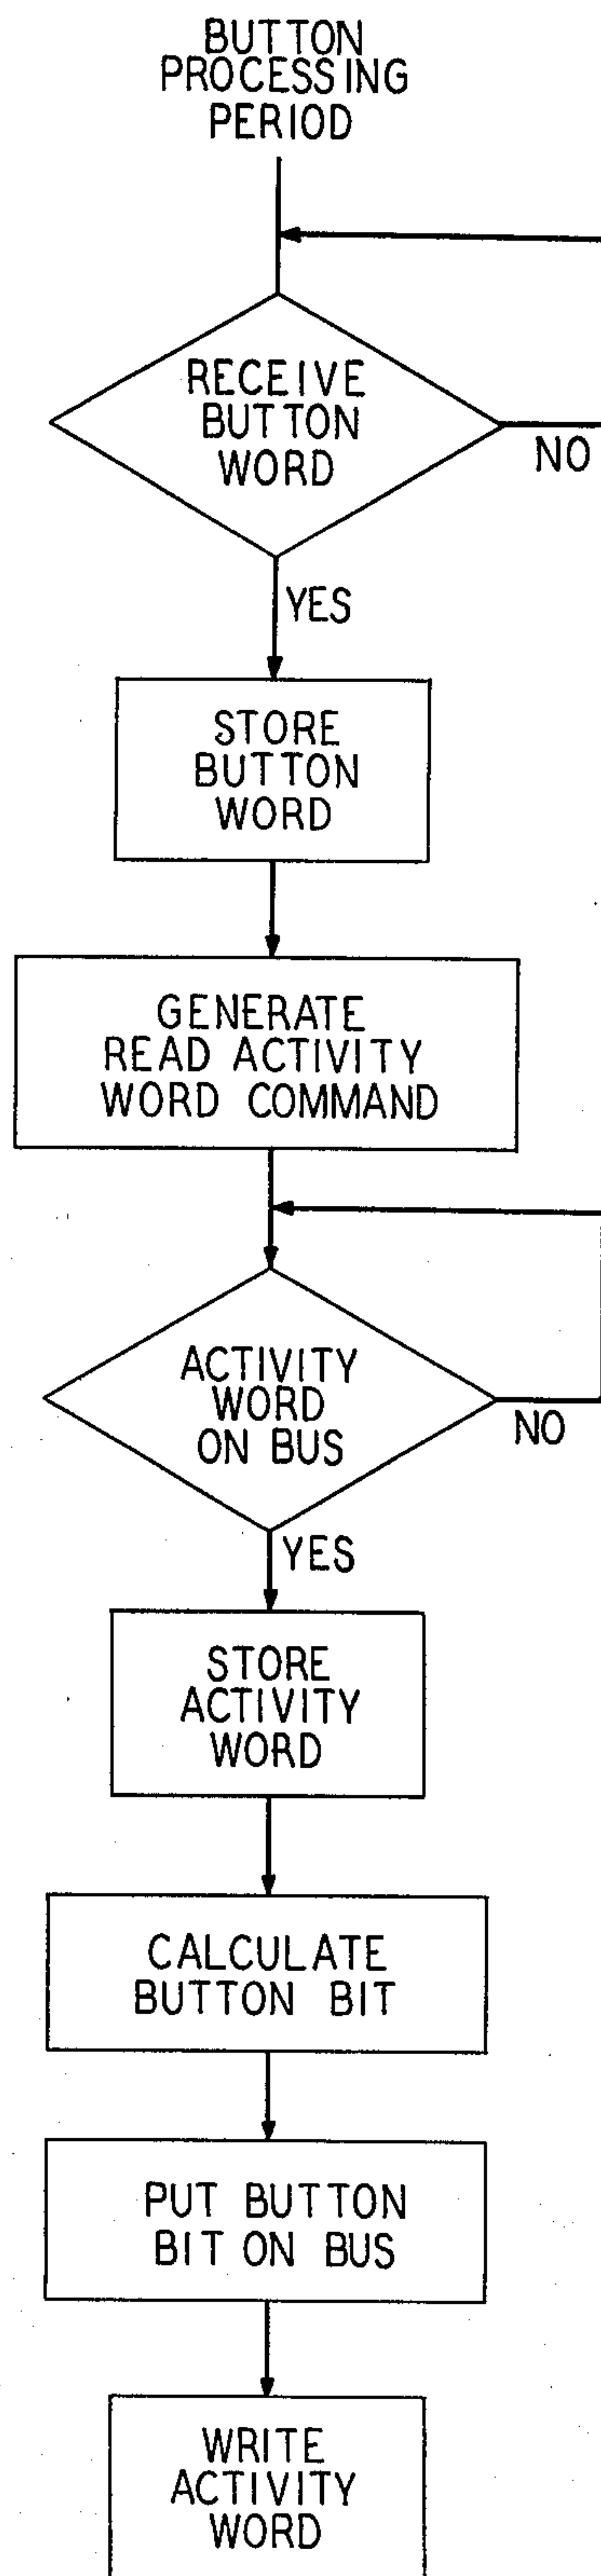 BUTTON
PROCESSING
PERIOD
RECEIVE
BUTTON
WORD
NO
YES
STORE
BUTTON
WORD
GENERATE
READ ACTIVITY
WORD COMMAND
ACTIVITY
WORD
ON BUS
NO
YES
STORE
ACTIVITY
WORD
CALCULATE
BUTTON BIT
PUT BUTTON
BIT ON BUS
WRITE
ACTIVITY
WORD